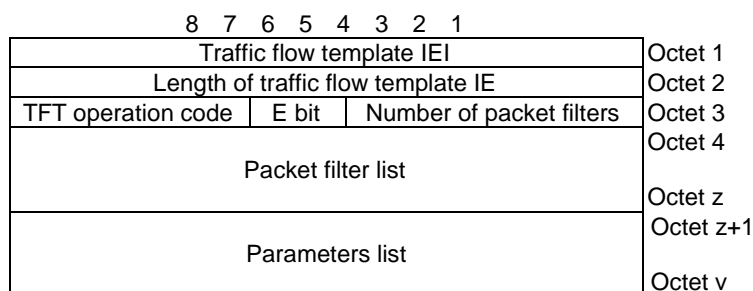 8 7 6 5 4 3 2 1
Traffic flow template IEI Octet 1
Length of traffic flow template IE Octet 2
TFT operation code E bit Number of packet filters Octet 3
Octet 4
Packet filter list
Octet z
Octet z+1
Parameters list
Octet v